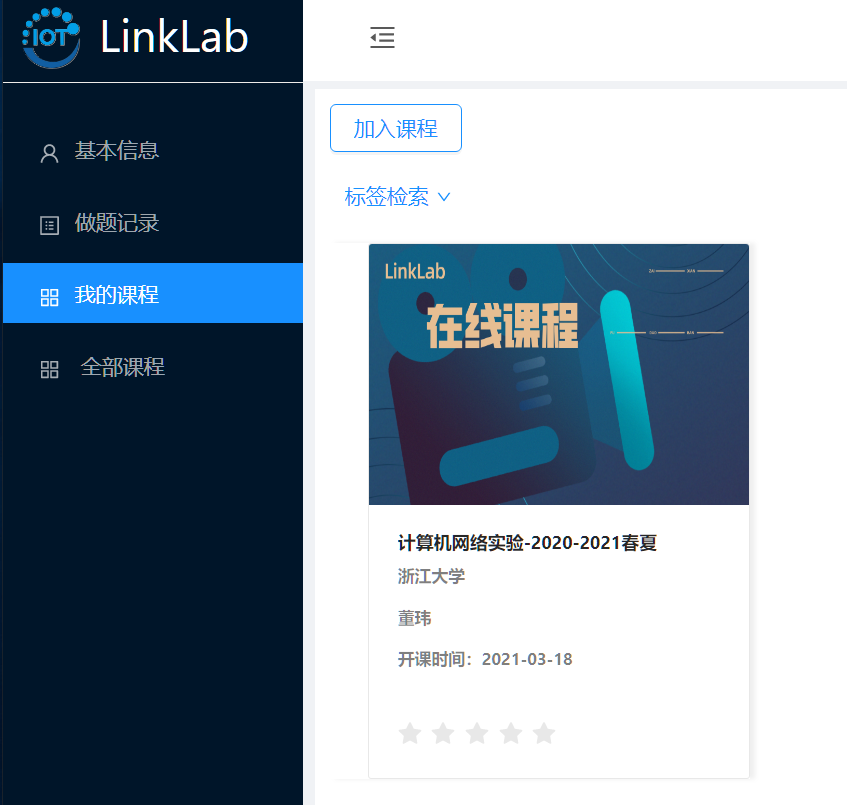 IOT LinkLab
基本信息
做题记录
我的课程
全部课程
加入课程
标签检索
LinkLab
在线课程
计算机网络实验-2020-2021春夏
浙江大学
董玮
开课时间：2021-03-18